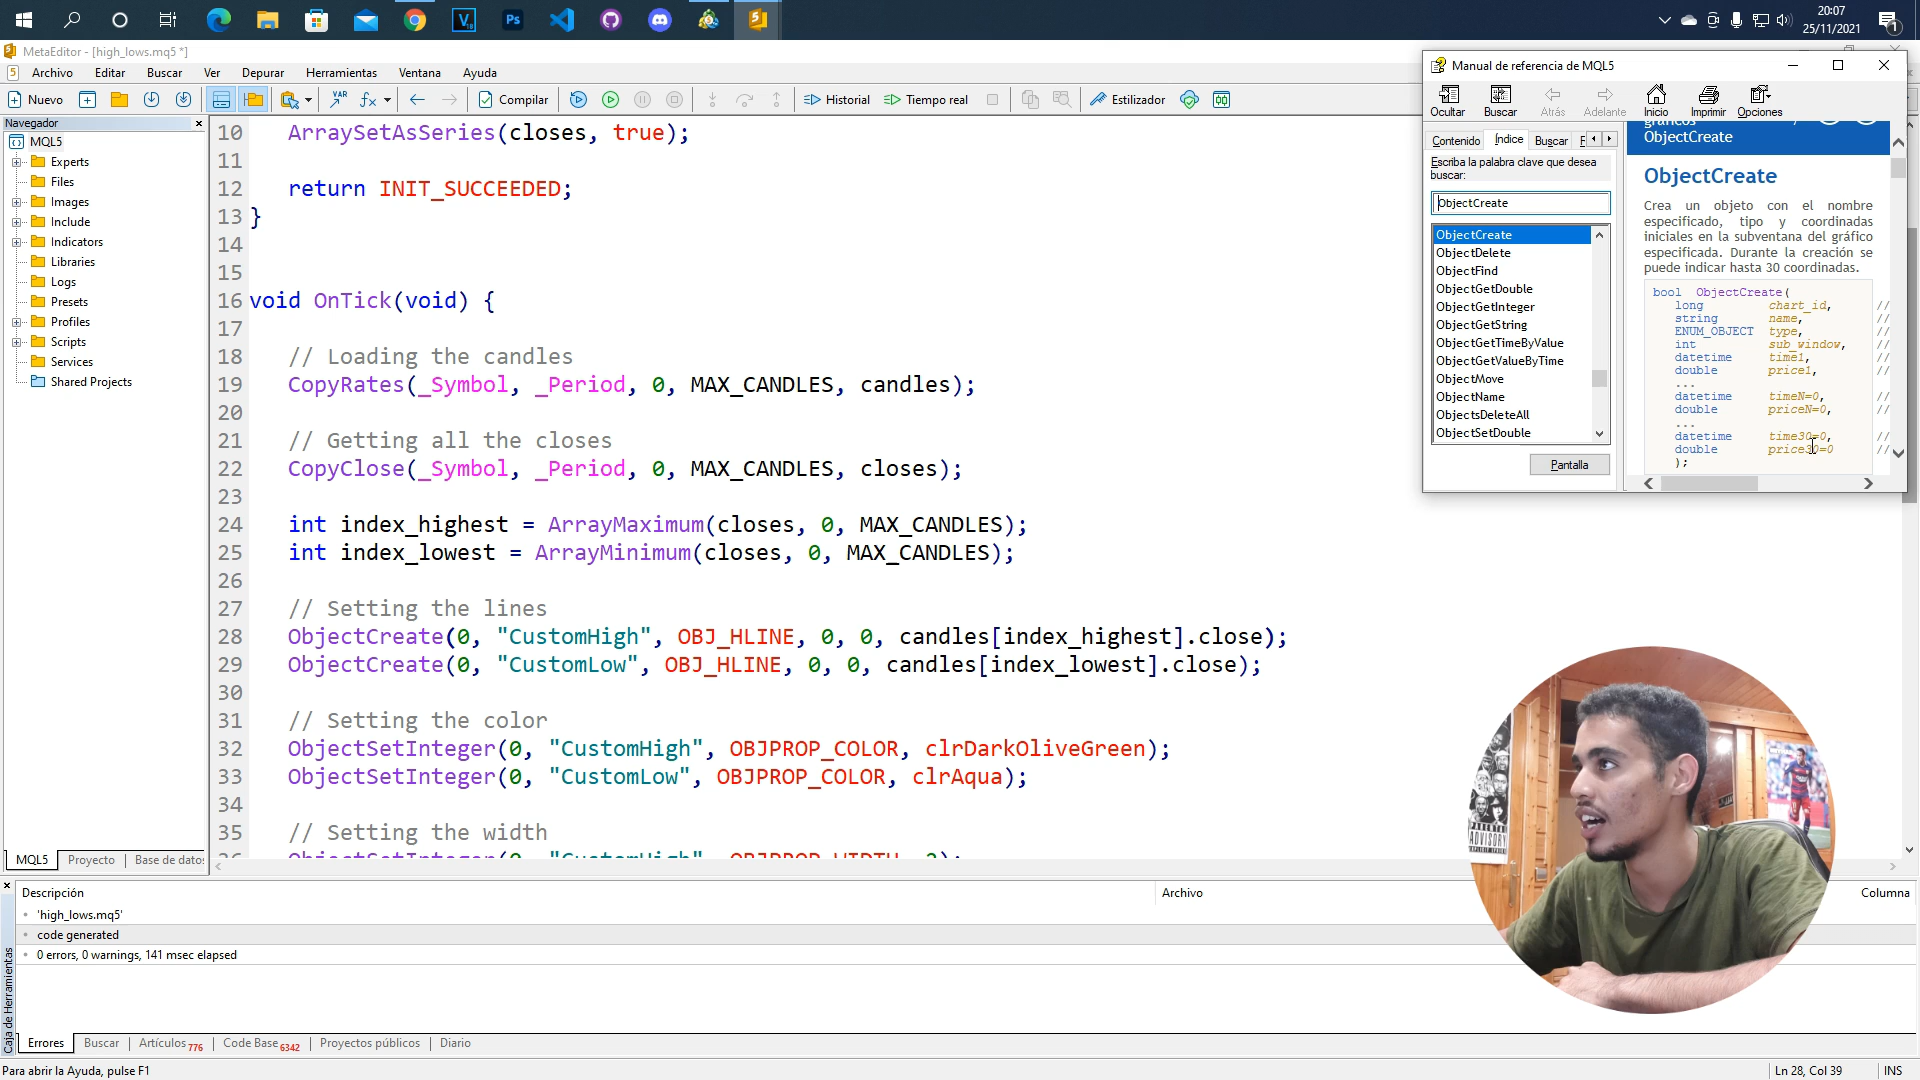 20:07
25/11/2021
MetaEditor - [high_lows.mq5 *]
Archivo Editar Buscar Ver Depurar Herramientas Ventana Ayuda
Nuevo Compilar Historial Tiempo real Estilizador
Navegador
MQL5
Experts
Files
Images
Include
Indicators
Libraries
Logs
Presets
Profiles
Scripts
Services
Shared Projects
MQL5 Proyecto Base de datos
10 ArraySetAsSeries(closes, true);
11
12 return INIT_SUCCEEDED;
13 }
14
15
16 void OnTick(void) {
17
18 // Loading the candles
19 CopyRates(_Symbol, _Period, 0, MAX_CANDLES, candles);
20
21 // Getting all the closes
22 CopyClose(_Symbol, _Period, 0, MAX_CANDLES, closes);
23
24 int index_highest = ArrayMaximum(closes, 0, MAX_CANDLES);
25 int index_lowest = ArrayMinimum(closes, 0, MAX_CANDLES);
26
27 // Setting the lines
28 ObjectCreate(0, "CustomHigh", OBJ_HLINE, 0, 0, candles[index_highest].close);
29 ObjectCreate(0, "CustomLow", OBJ_HLINE, 0, 0, candles[index_lowest].close);
30
31 // Setting the color
32 ObjectSetInteger(0, "CustomHigh", OBJPROP_COLOR, clrDarkOliveGreen);
33 ObjectSetInteger(0, "CustomLow", OBJPROP_COLOR, clrAqua);
34
35 // Setting the width
Manual de referencia de MQL5
Ocultar Buscar Atrás Adelante Inicio Imprimir Opciones
Contenido Índice Buscar F
Escriba la palabra clave que desea
buscar:
ObjectCreate
ObjectCreate
ObjectDelete
ObjectFind
ObjectGetDouble
ObjectGetInteger
ObjectGetString
ObjectGetTimeByValue
ObjectGetValueByTime
ObjectMove
ObjectName
ObjectsDeleteAll
ObjectSetDouble
Pantalla
gráficos /
ObjectCreate
ObjectCreate
Crea un objeto con el nombre
especificado, tipo y coordinadas
iniciales en la subventana del gráfico
especificada. Durante la creación se
puede indicar hasta 30 coordinadas.
bool ObjectCreate(
long chart_id, //
string name, //
ENUM_OBJECT type, //
int sub_window, //
datetime time1, //
double price1, //
...
datetime timeN=0, //
double priceN=0, //
...
datetime time30=0, //
double price30=0 //
);
Descripción Archivo Columna
'high_lows.mq5'
code generated
0 errors, 0 warnings, 141 msec elapsed
Caja de Herramientas
Errores Buscar Artículos 776 Code Base 6342 Proyectos públicos Diario
Para abrir la Ayuda, pulse F1
Ln 28, Col 39 INS